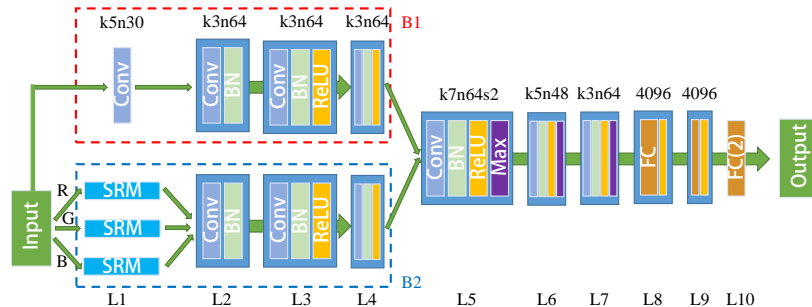 k5n30 k3n64 k3n64 k3n64 B1
Conv Conv BN Conv BN ReLU
k7n64s2 k5n48 k3n64 4096 4096
Conv BN ReLU Max FC FC(2) Output
Input R G B SRM SRM SRM
Conv BN Conv BN ReLU
B2
L1 L2 L3 L4 L5 L6 L7 L8 L9 L10